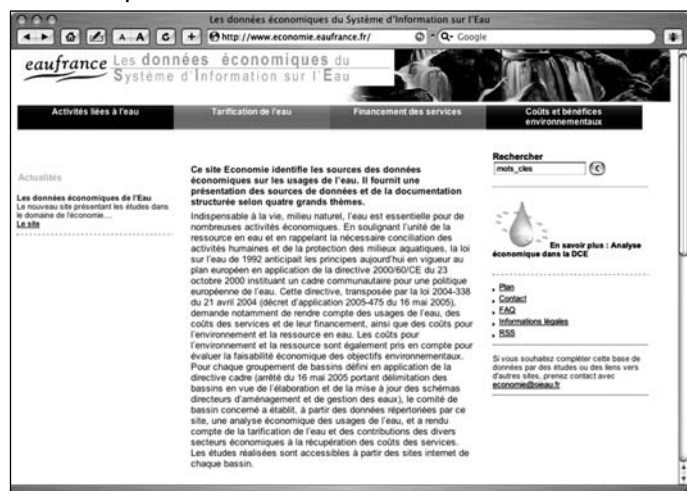 Les données économiques du Système d'Information sur l'Eau
A A
C
+
http://www.economie.eaufrance.fr/
Google
eaufrance Les données économiques du
Système d'Information sur l'Eau
Activités liées à l'eau
Tarification de l'eau
Financement des services
Coûts et bénéfices
environnementaux
Actualités
Les données économiques de l'Eau
Le nouveau site présentant les études dans
le domaine de l'économie....
Le site
Ce site Economie identifie les sources des données
économiques sur les usages de l'eau. Il fournit une
présentation des sources de données et de la documentation
structurée selon quatre grands thèmes.
Indispensable à la vie, milieu naturel, l'eau est essentielle pour de
nombreuses activités économiques. En soulignant l'unité de la
ressource en eau et en rappelant la nécessaire conciliation des
activités humaines et de la protection des milieux aquatiques, la loi
sur l'eau de 1992 anticipait les principes aujourd'hui en vigueur au
plan européen en application de la directive 2000/60/CE du 23
octobre 2000 instituant un cadre communautaire pour une politique
européenne de l'eau. Cette directive, transposée par la loi 2004-338
du 21 avril 2004 (décret d'application 2005-475 du 16 mai 2005),
demande notamment de rendre compte des usages de l'eau, des
coûts des services et de leur financement, ainsi que des coûts pour
l'environnement et la ressource en eau. Les coûts pour
l'environnement et la ressource sont également pris en compte pour
évaluer la faisabilité économique des objectifs environnementaux.
Pour chaque groupement de bassins défini en application de la
directive cadre (arrêté du 16 mai 2005 portant délimitation des
bassins en vue de l'élaboration et de la mise à jour des schémas
directeurs d'aménagement et de gestion des eaux), le comité de
bassin concerné a établit, à partir des données répertoriées par ce
site, une analyse économique des usages de l'eau, et a rendu
compte de la tarification de l'eau et des contributions des divers
secteurs économiques à la récupération des coûts des services.
Les études réalisées sont accessibles à partir des sites internet de
chaque bassin.
Rechercher
mots_cles
En savoir plus : Analyse
économique dans la DCE
Plan
Contact
FAQ
Informations légales
RSS
Si vous souhaitez compléter cette base de
données par des études ou des liens vers
d'autres sites, prenez contact avec
economie@oieau.fr